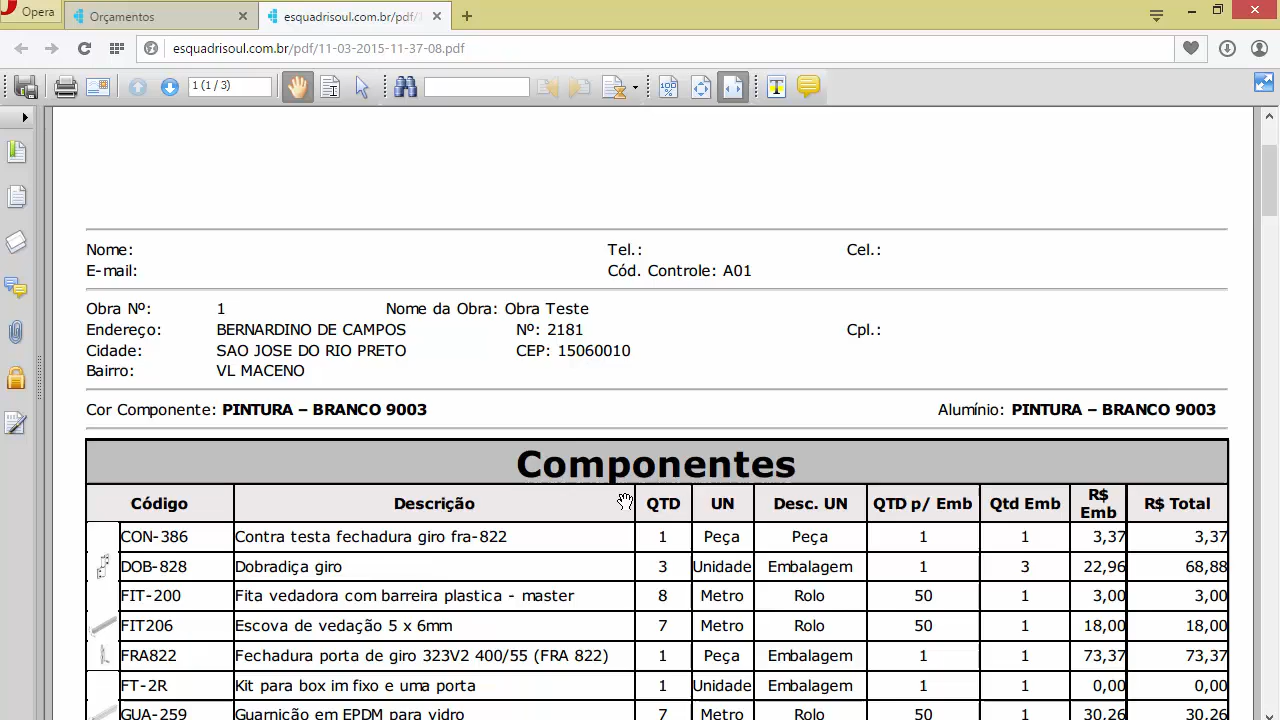 Opera
Orçamentos
esquadrisoul.com.br/pdf/
esquadrisoul.com.br/pdf/11-03-2015-11-37-08.pdf
1 (1 / 3)
100%
Nome: Tel.: Cel.:
E-mail: Cód. Controle: A01
Obra Nº: 1 Nome da Obra: Obra Teste
Endereço: BERNARDINO DE CAMPOS Nº: 2181 Cpl.:
Cidade: SAO JOSE DO RIO PRETO CEP: 15060010
Bairro: VL MACENO
Cor Componente: PINTURA – BRANCO 9003 Alumínio: PINTURA – BRANCO 9003
Componentes
Código Descrição QTD UN Desc. UN QTD p/ Emb Qtd Emb R$ Emb R$ Total
CON-386 Contra testa fechadura giro fra-822 1 Peça Peça 1 1 3,37 3,37
DOB-828 Dobradiça giro 3 Unidade Embalagem 1 3 22,96 68,88
FIT-200 Fita vedadora com barreira plastica - master 8 Metro Rolo 50 1 3,00 3,00
FIT206 Escova de vedação 5 x 6mm 7 Metro Rolo 50 1 18,00 18,00
FRA822 Fechadura porta de giro 323V2 400/55 (FRA 822) 1 Peça Embalagem 1 1 73,37 73,37
FT-2R Kit para box im fixo e uma porta 1 Unidade Embalagem 1 1 0,00 0,00
GUA-259 Guarnição em EPDM para vidro 7 Metro Rolo 50 1 30,26 30,26